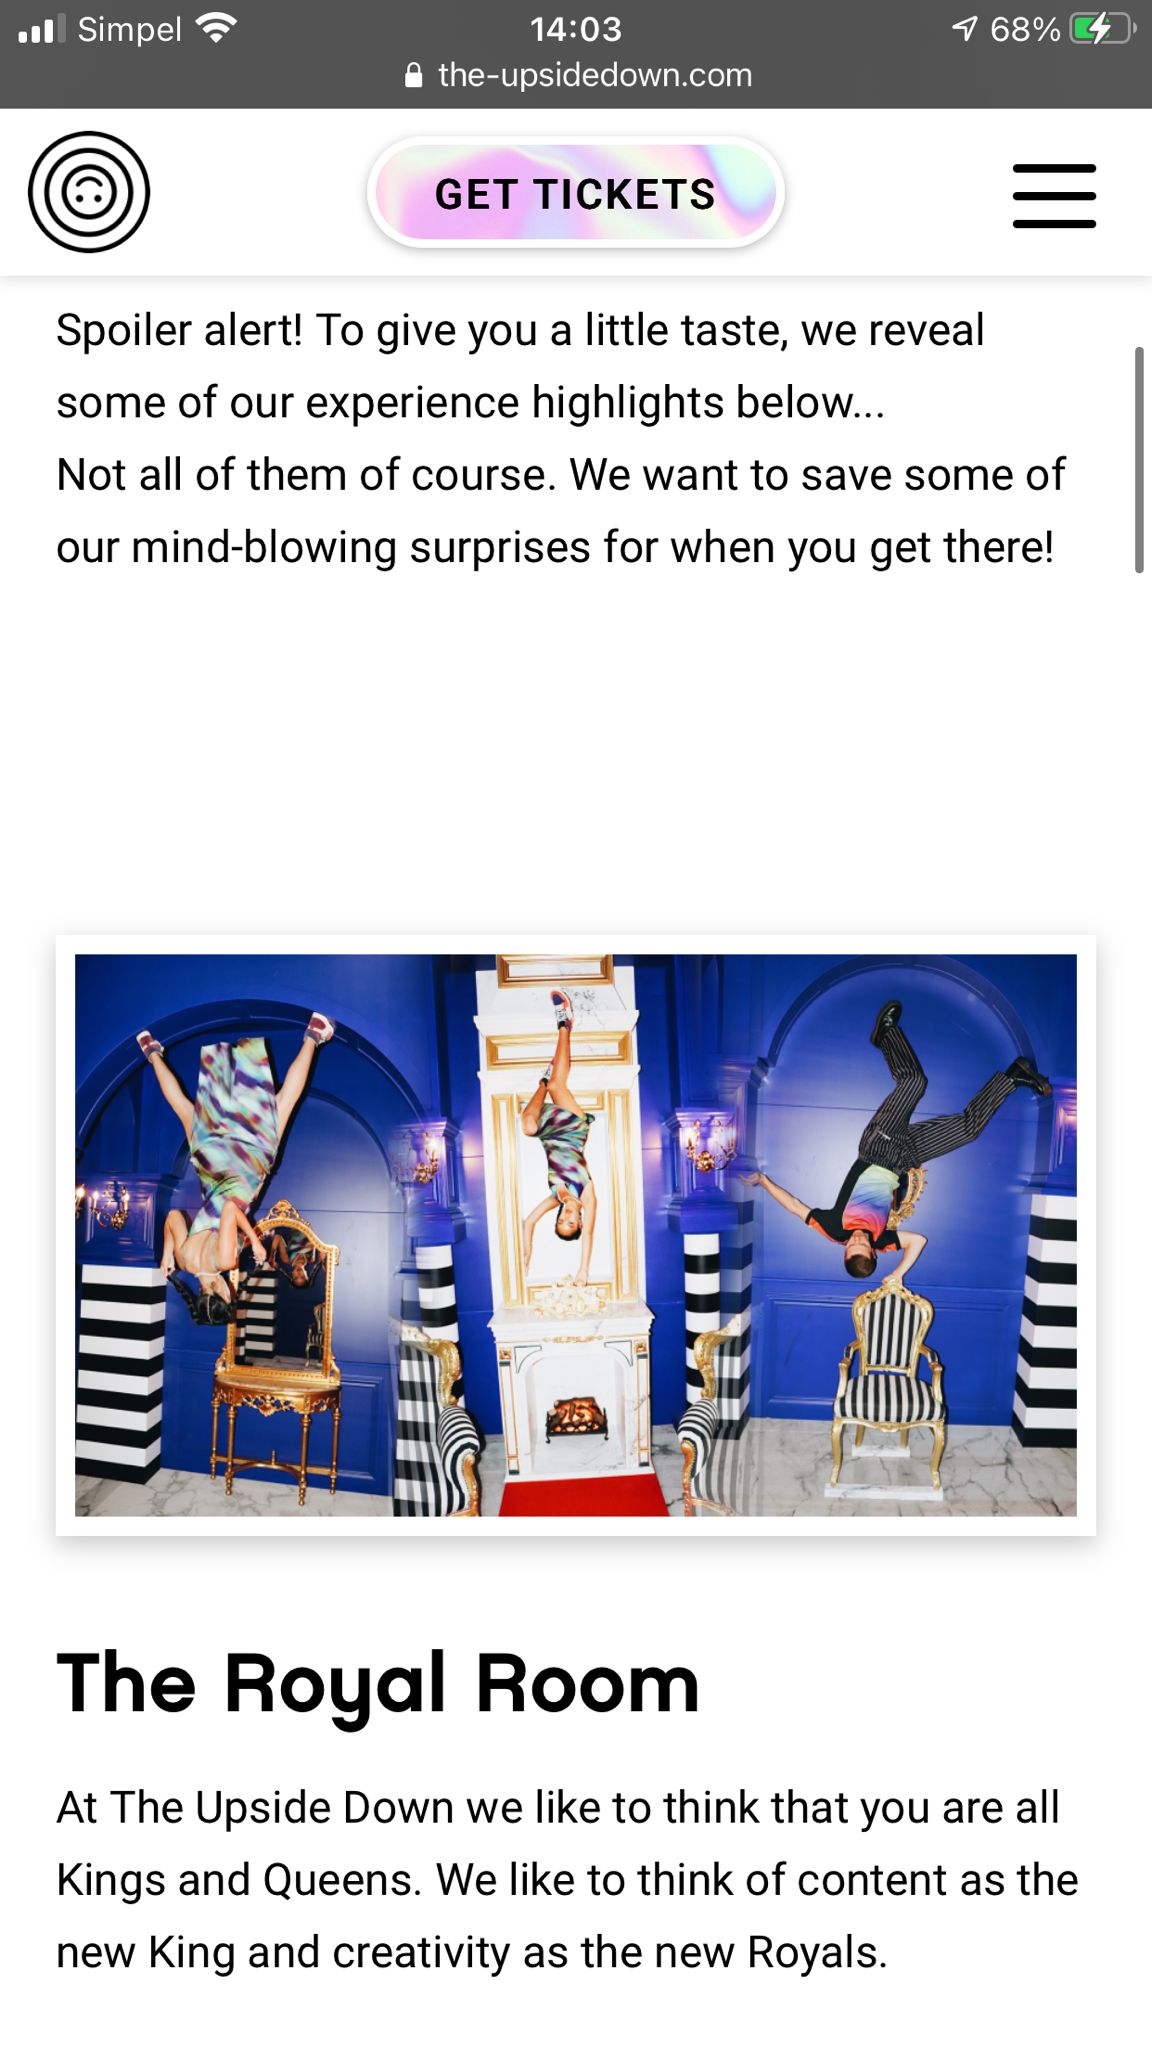 Simpel 14:03 68%
the-upsidedown.com
GET TICKETS
Spoiler alert! To give you a little taste, we reveal
some of our experience highlights below...
Not all of them of course. We want to save some of
our mind-blowing surprises for when you get there!
The Royal Room
At The Upside Down we like to think that you are all
Kings and Queens. We like to think of content as the
new King and creativity as the new Royals.